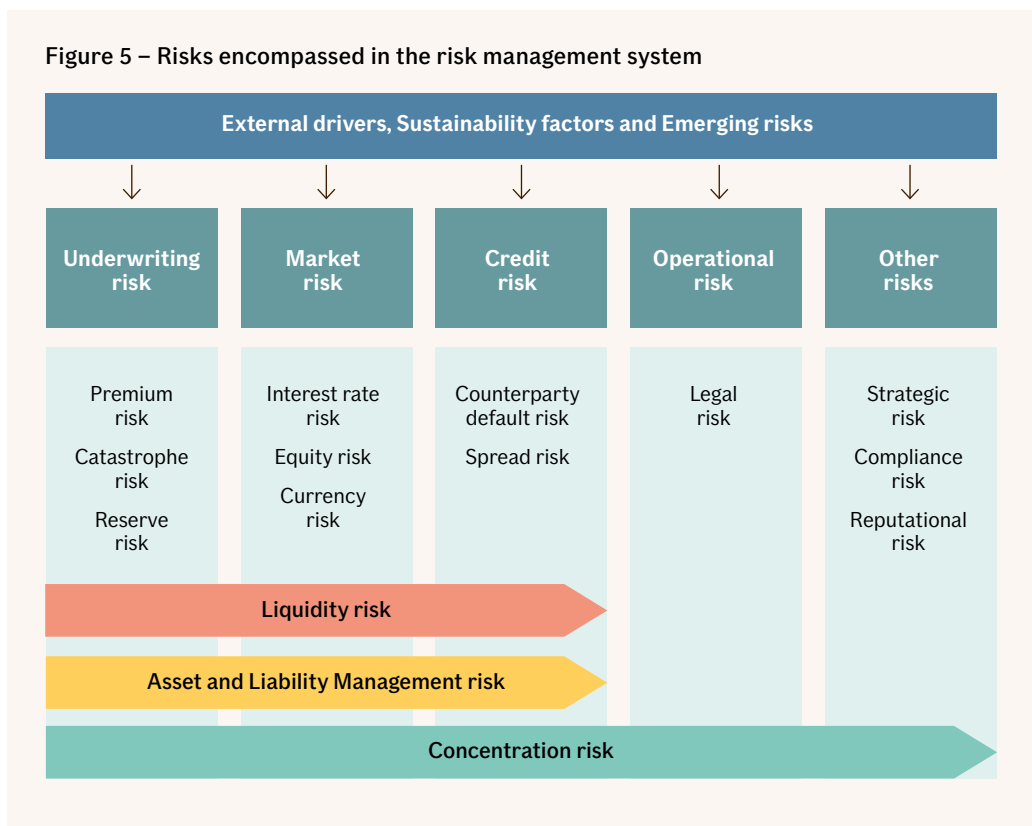 Figure 5 – Risks encompassed in the risk management system
External drivers, Sustainability factors and Emerging risks
Underwriting
risk
Market
risk
Credit
risk
Operational
risk
Other
risks
Premium
risk
Catastrophe
risk
Reserve
risk
Interest rate
risk
Equity risk
Currency
risk
Counterparty
default risk
Spread risk
Legal
risk
Strategic
risk
Compliance
risk
Reputational
risk
Liquidity risk
Asset and Liability Management risk
Concentration risk